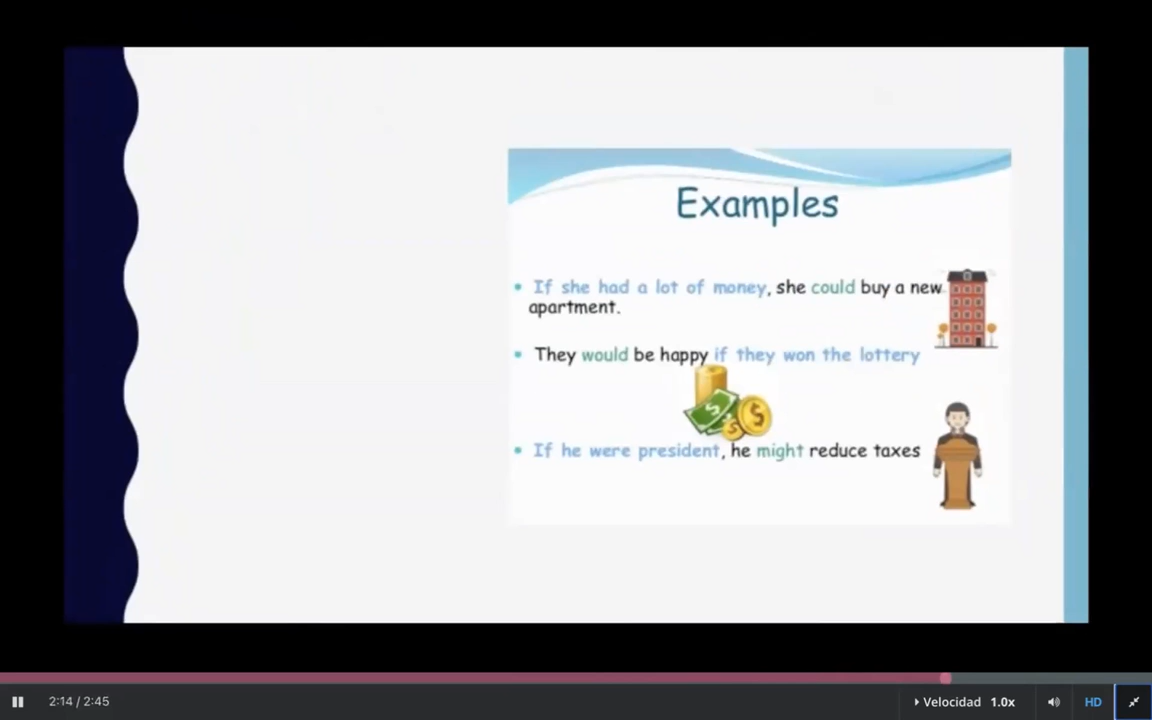 Examples
• If she had a lot of money, she could buy a new
apartment.
• They would be happy if they won the lottery
• If he were president, he might reduce taxes
2:14 / 2:45
Velocidad 1.0x
HD